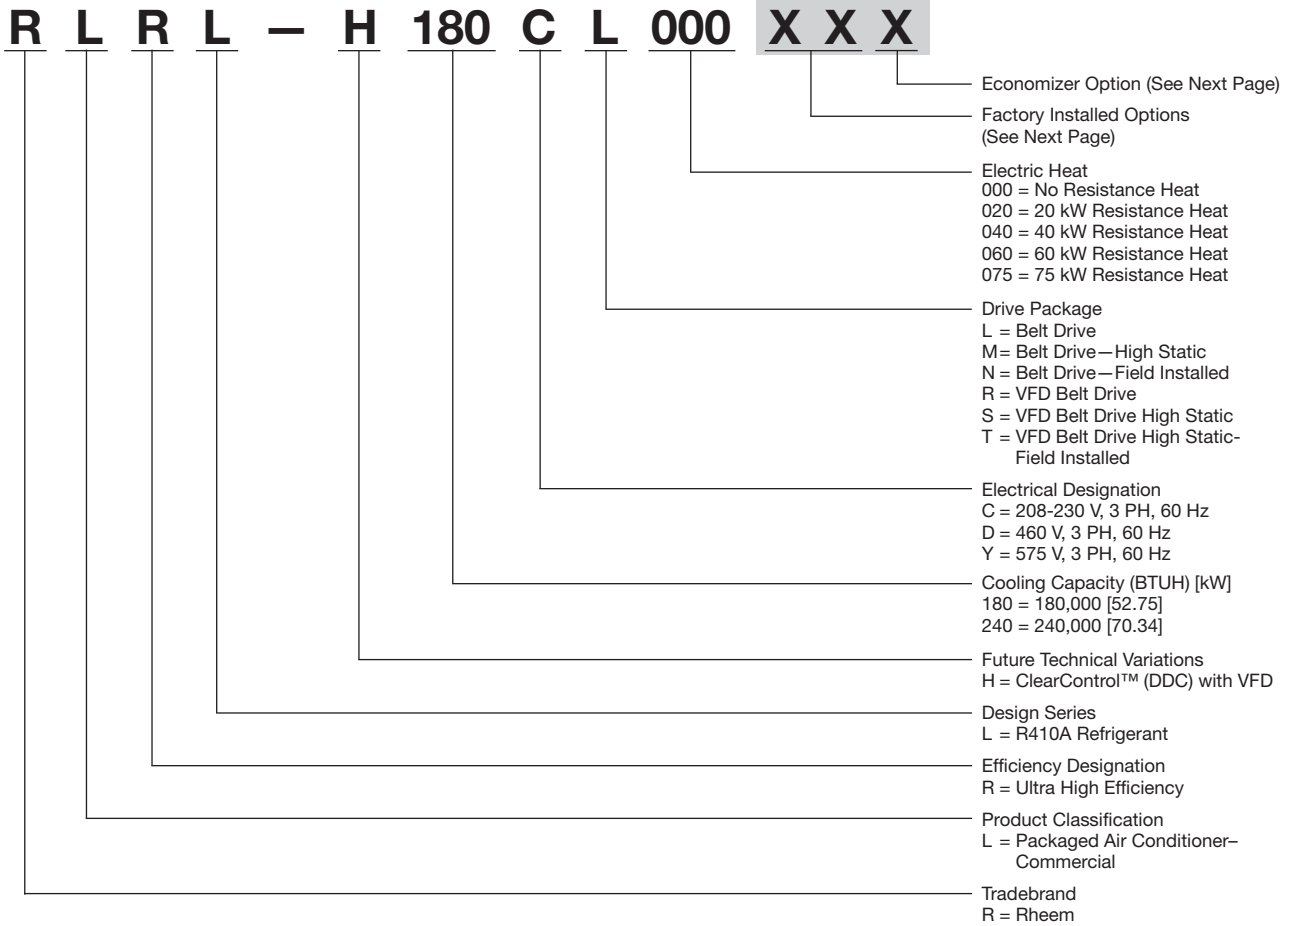 R L R L — H 180 C L 000 X X X
Economizer Option (See Next Page)
Factory Installed Options
(See Next Page)
Electric Heat
000 = No Resistance Heat
020 = 20 kW Resistance Heat
040 = 40 kW Resistance Heat
060 = 60 kW Resistance Heat
075 = 75 kW Resistance Heat
Drive Package
L = Belt Drive
M = Belt Drive—High Static
N = Belt Drive—Field Installed
R = VFD Belt Drive
S = VFD Belt Drive High Static
T = VFD Belt Drive High Static-
Field Installed
Electrical Designation
C = 208-230 V, 3 PH, 60 Hz
D = 460 V, 3 PH, 60 Hz
Y = 575 V, 3 PH, 60 Hz
Cooling Capacity (BTUH) [kW]
180 = 180,000 [52.75]
240 = 240,000 [70.34]
Future Technical Variations
H = ClearControl™ (DDC) with VFD
Design Series
L = R410A Refrigerant
Efficiency Designation
R = Ultra High Efficiency
Product Classification
L = Packaged Air Conditioner–
Commercial
Tradebrand
R = Rheem